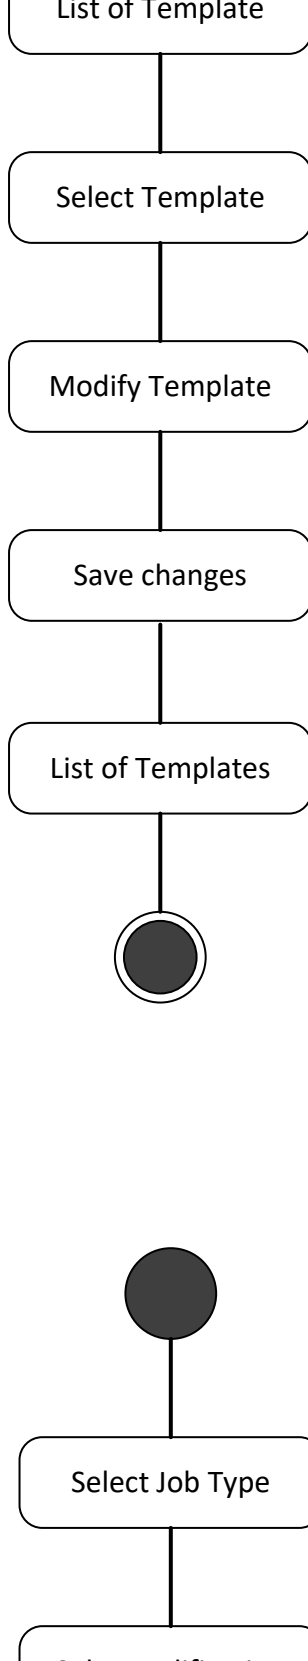 List of Template
Select Template
Modify Template
Save changes
List of Templates
Select Job Type